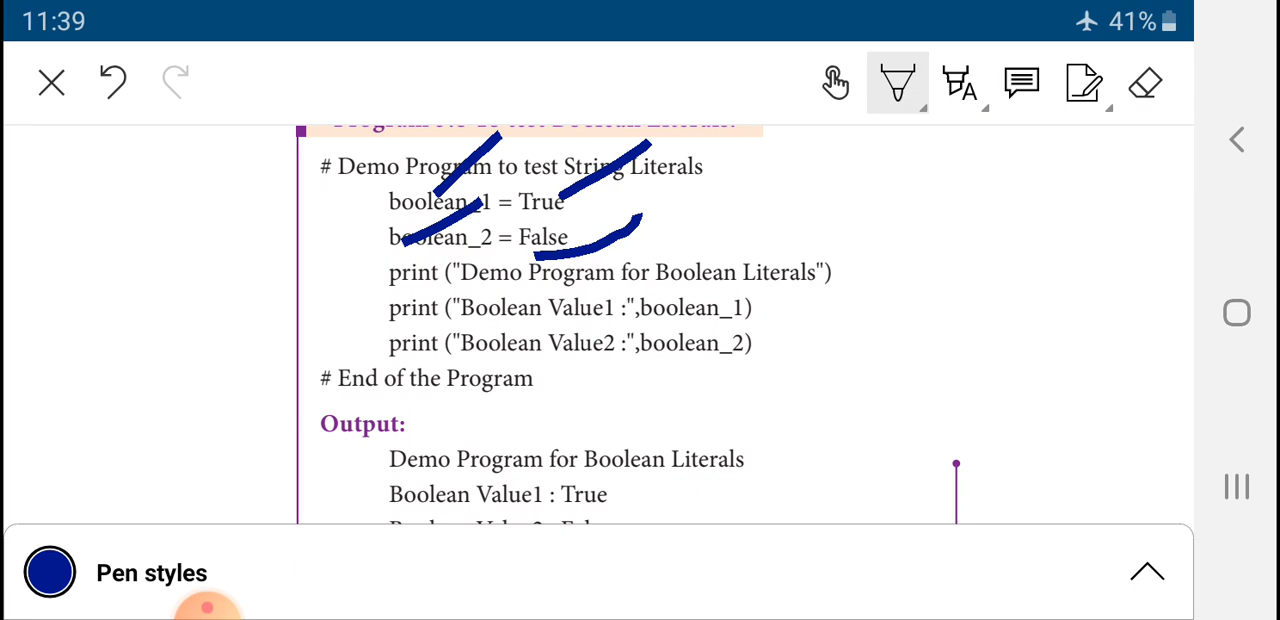 11:39
41%
# Demo Program to test String Literals
boolean_1 = True
boolean_2 = False
print ("Demo Program for Boolean Literals")
print ("Boolean Value1 :",boolean_1)
print ("Boolean Value2 :",boolean_2)
# End of the Program
Output:
Demo Program for Boolean Literals
Boolean Value1 : True
Pen styles